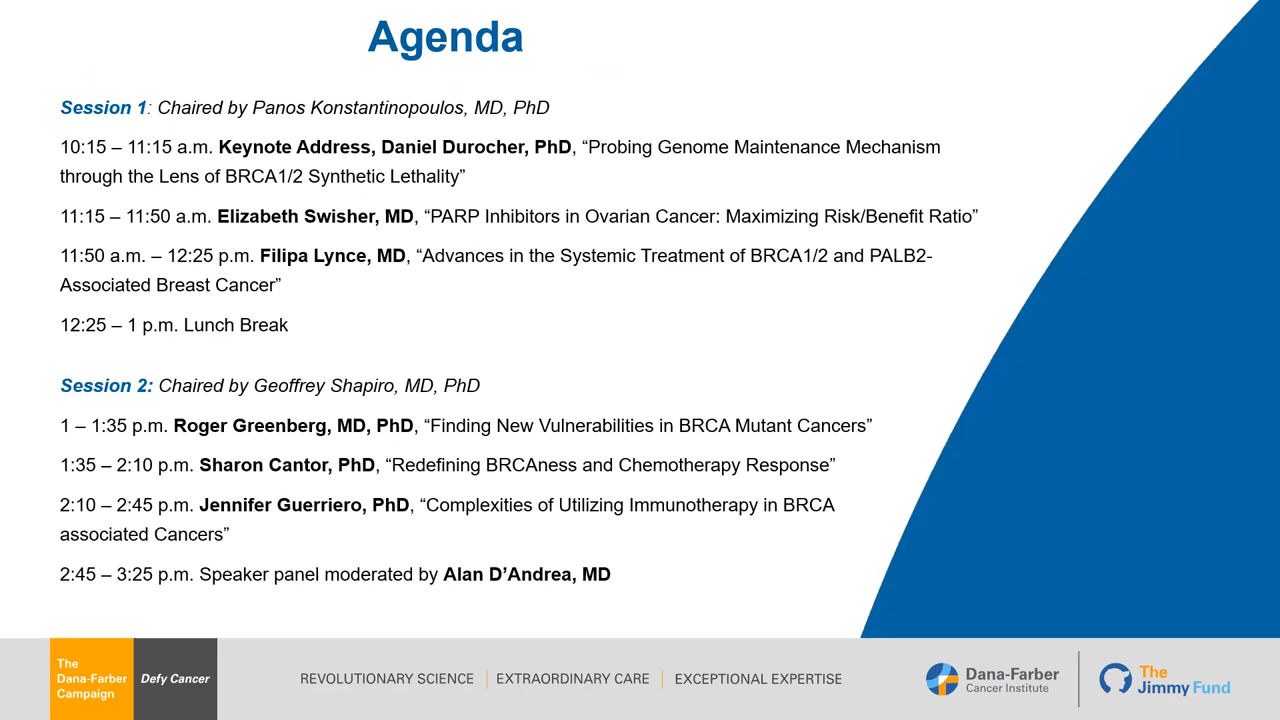 Agenda
Session 1: Chaired by Panos Konstantinopoulos, MD, PhD
10:15 – 11:15 a.m. Keynote Address, Daniel Durocher, PhD, “Probing Genome Maintenance Mechanism
through the Lens of BRCA1/2 Synthetic Lethality”
11:15 – 11:50 a.m. Elizabeth Swisher, MD, “PARP Inhibitors in Ovarian Cancer: Maximizing Risk/Benefit Ratio”
11:50 a.m. – 12:25 p.m. Filipa Lynce, MD, “Advances in the Systemic Treatment of BRCA1/2 and PALB2-
Associated Breast Cancer”
12:25 – 1 p.m. Lunch Break
Session 2: Chaired by Geoffrey Shapiro, MD, PhD
1 – 1:35 p.m. Roger Greenberg, MD, PhD, “Finding New Vulnerabilities in BRCA Mutant Cancers”
1:35 – 2:10 p.m. Sharon Cantor, PhD, “Redefining BRCAness and Chemotherapy Response”
2:10 – 2:45 p.m. Jennifer Guerriero, PhD, “Complexities of Utilizing Immunotherapy in BRCA
associated Cancers”
2:45 – 3:25 p.m. Speaker panel moderated by Alan D’Andrea, MD
The
Dana-Farber
Campaign
Defy Cancer
REVOLUTIONARY SCIENCE | EXTRAORDINARY CARE | EXCEPTIONAL EXPERTISE
Dana-Farber
Cancer Institute
The
Jimmy Fund